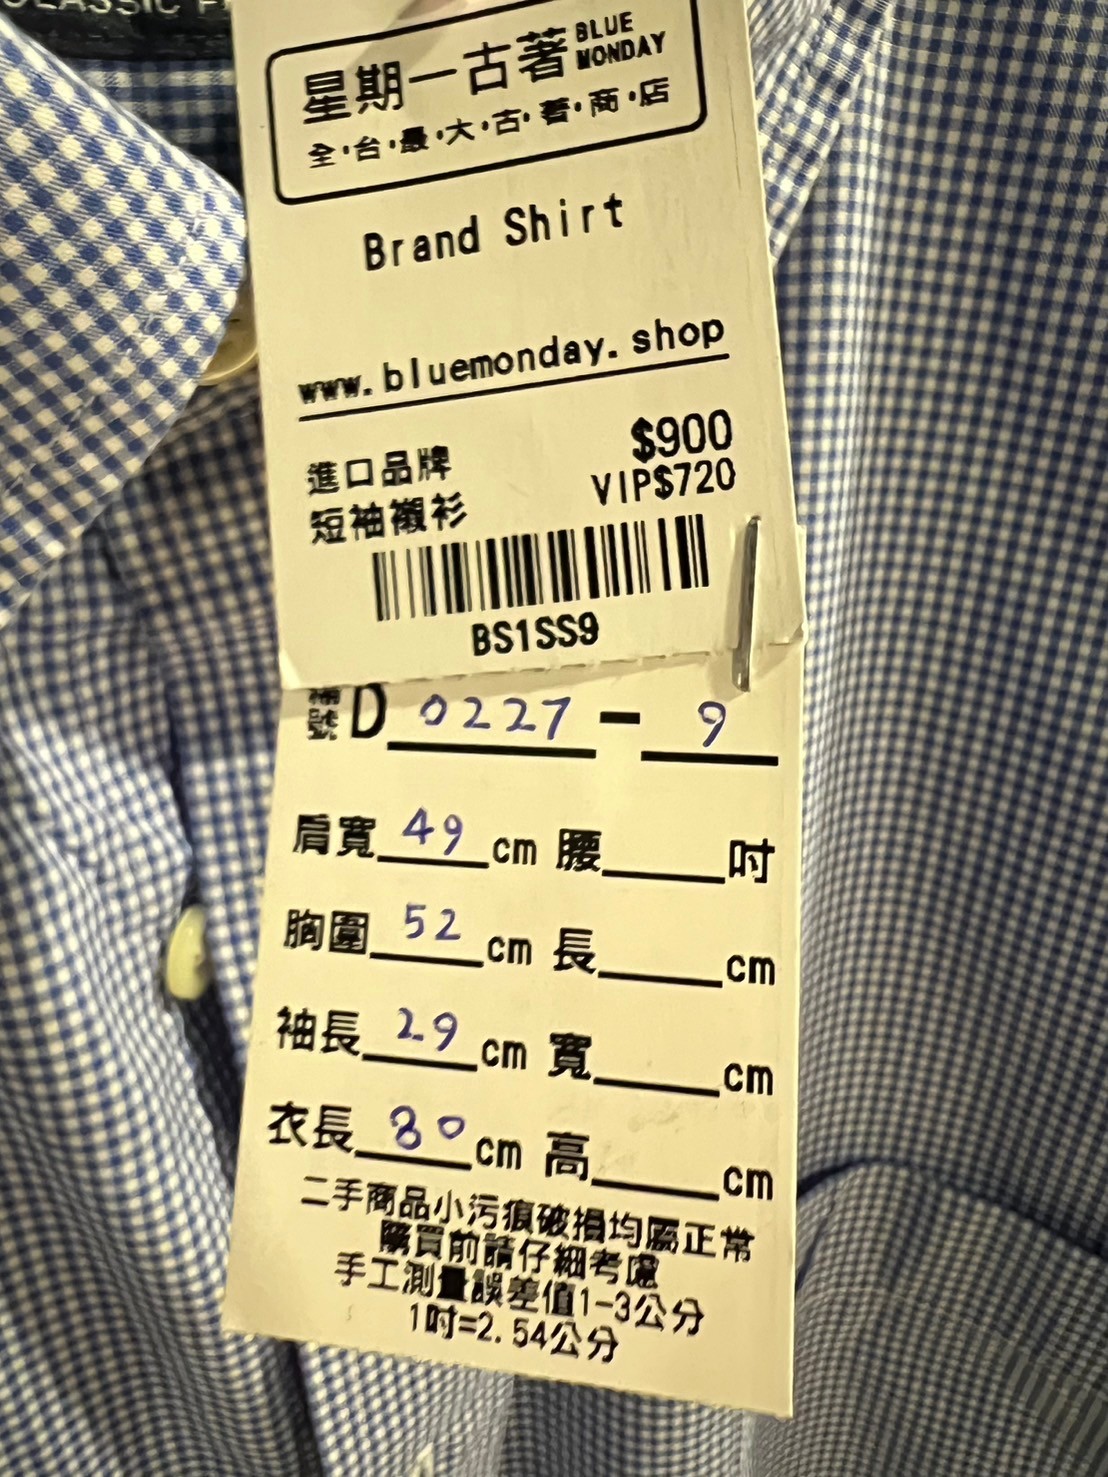 CLASSIC F
星期一古著 BLUE MONDAY
全·台·最·大·古·著·商·店
Brand Shirt
www.bluemonday.shop
進口品牌 $900
短袖襯衫 VIP$720
BS1SS9
編號 D 0227-9
肩寬 49 cm 腰 吋
胸圍 52 cm 長 cm
袖長 29 cm 寬 cm
衣長 80 cm 高 cm
二手商品小污痕破損均屬正常
購買前請仔細考慮
手工測量誤差值1-3公分
1吋=2.54公分